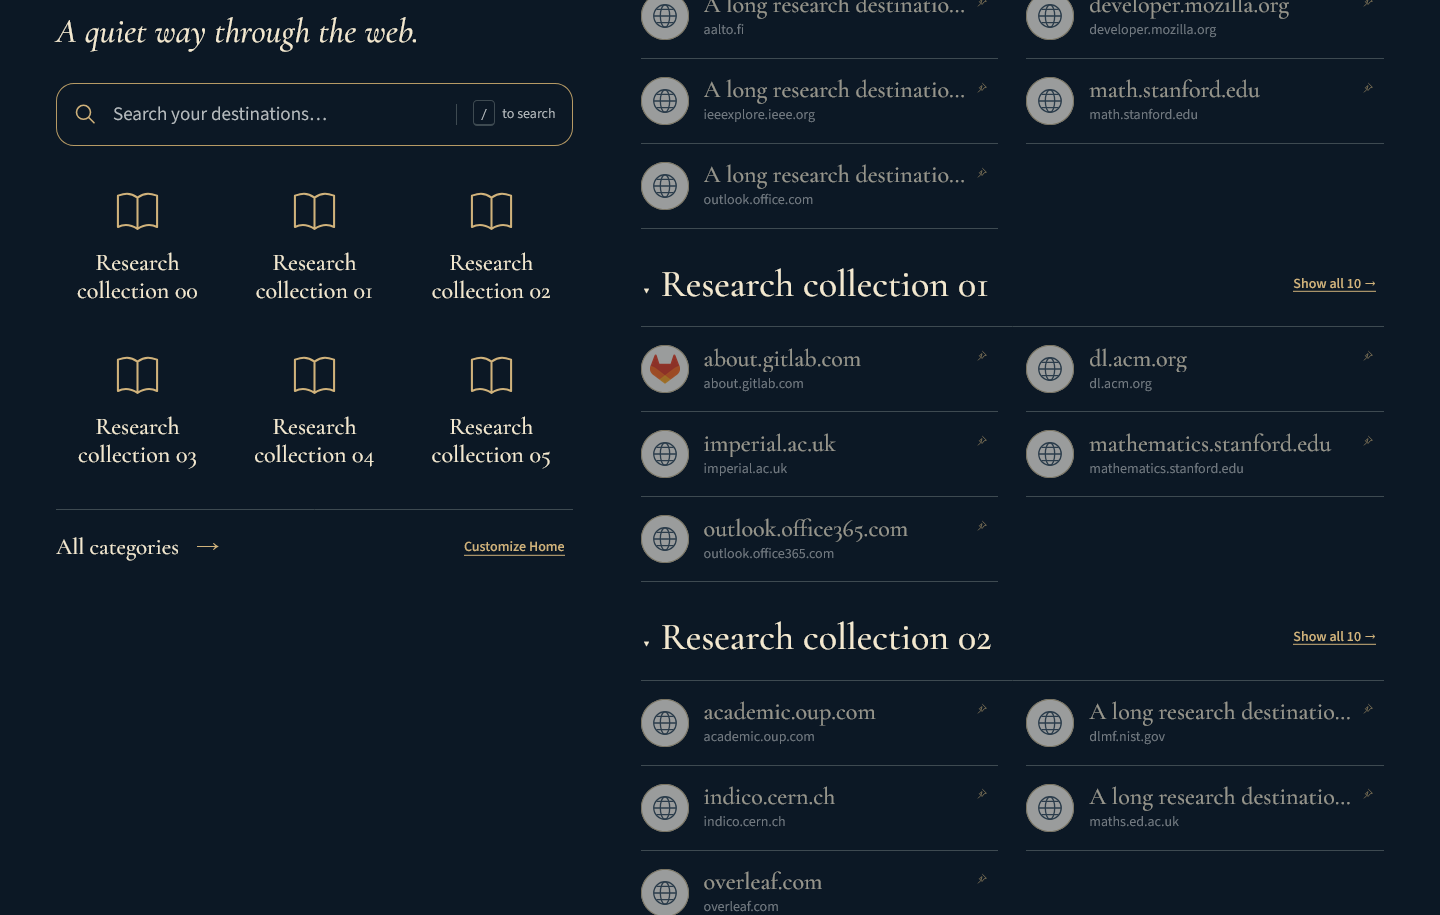 A quiet way through the web.
Search your destinations...
/ to search
Research
collection 00
Research
collection 01
Research
collection 02
Research
collection 03
Research
collection 04
Research
collection 05
All categories →
Customize Home
A long research destinatio...
aalto.fi
developer.mozilla.org
developer.mozilla.org
A long research destinatio...
ieeexplore.ieee.org
math.stanford.edu
math.stanford.edu
A long research destinatio...
outlook.office.com
Research collection 01
Show all 10 →
about.gitlab.com
about.gitlab.com
dl.acm.org
dl.acm.org
imperial.ac.uk
imperial.ac.uk
mathematics.stanford.edu
mathematics.stanford.edu
outlook.office365.com
outlook.office365.com
Research collection 02
Show all 10 →
academic.oup.com
academic.oup.com
A long research destinatio...
dlmf.nist.gov
indico.cern.ch
indico.cern.ch
A long research destinatio...
maths.ed.ac.uk
overleaf.com
overleaf.com